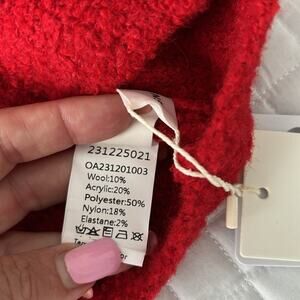 231225021
OA231201003
Wool:10%
Acrylic:20%
Polyester:50%
Nylon:18%
Elastane:2%